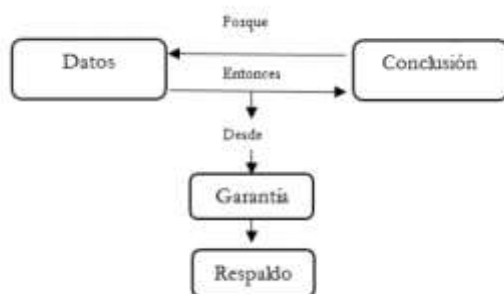 Porque
Datos
Conclusión
Entonces
Desde
Garantía
Respaldo